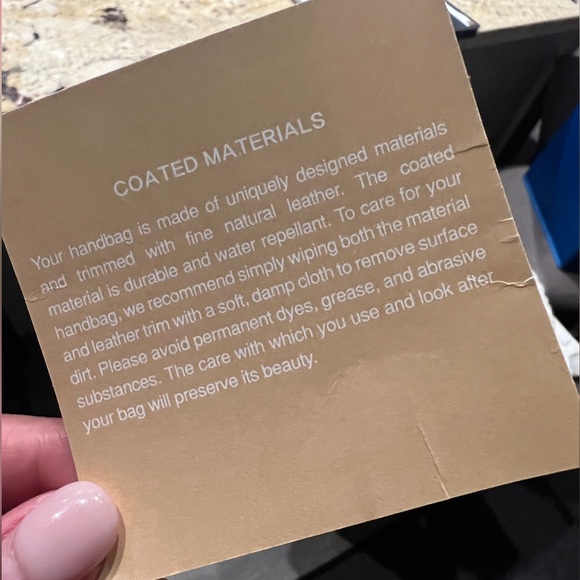 COATED MATERIALS
Your handbag is made of uniquely designed materials
and trimmed with fine natural leather. The coated
material is durable and water repellant. To care for your
handbag, we recommend simply wiping both the material
and leather trim with a soft, damp cloth to remove surface
dirt. Please avoid permanent dyes, grease, and abrasive
substances. The care with which you use and look after
your bag will preserve its beauty.